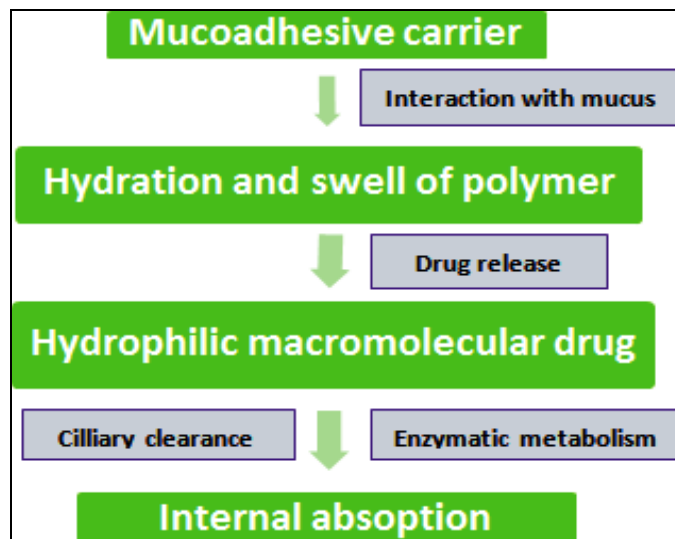 Mucoadhesive carrier
Interaction with mucus
Hydration and swell of polymer
Drug release
Hydrophilic macromolecular drug
Cilliary clearance
Enzymatic metabolism
Internal absoption